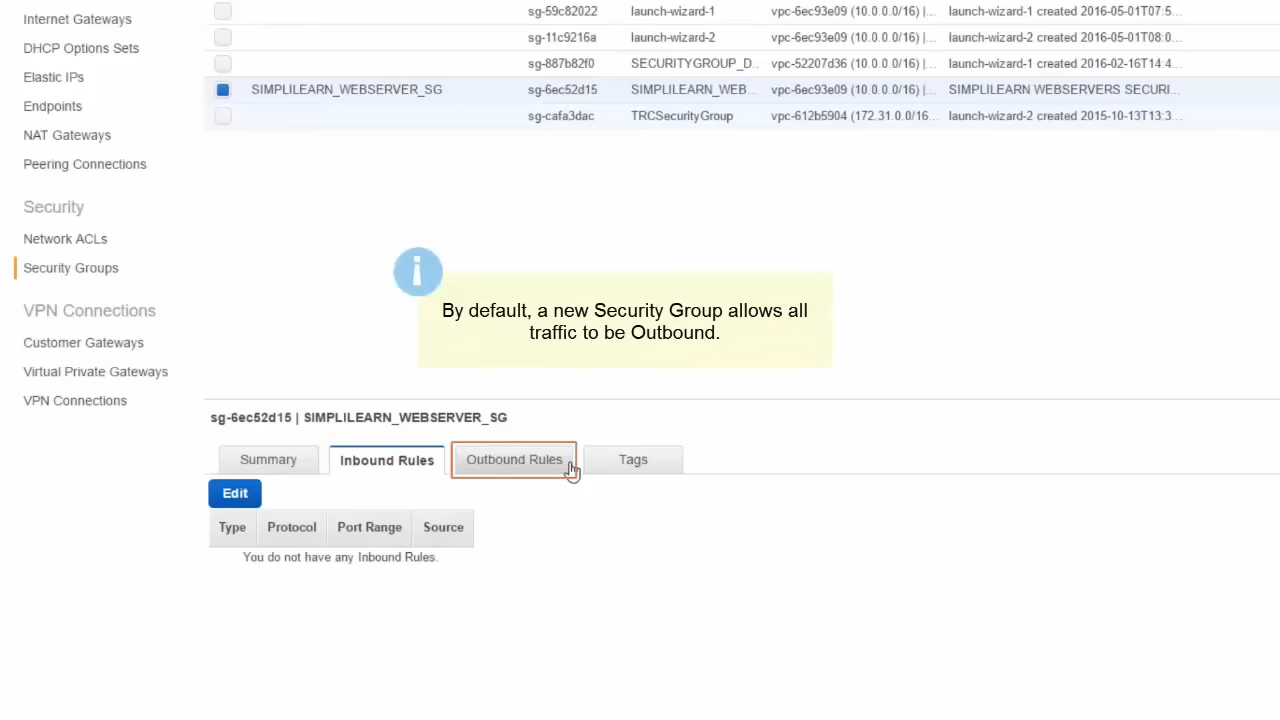 Internet Gateways
DHCP Options Sets
Elastic IPs
Endpoints
NAT Gateways
Peering Connections
Security
Network ACLs
Security Groups
VPN Connections
Customer Gateways
Virtual Private Gateways
VPN Connections
sg-59c82022 launch-wizard-1 vpc-6ec93e09 (10.0.0.0/16) |... launch-wizard-1 created 2016-05-01T07:5...
sg-11c9216a launch-wizard-2 vpc-6ec93e09 (10.0.0.0/16) |... launch-wizard-2 created 2016-05-01T08:0...
sg-887b82f0 SECURITYGROUP_D... vpc-52207d36 (10.0.0.0/16) |... launch-wizard-1 created 2016-02-16T14:4...
SIMPLILEARN_WEBSERVER_SG sg-6ec52d15 SIMPLILEARN_WEB... vpc-6ec93e09 (10.0.0.0/16) |... SIMPLILEARN WEBSERVERS SECURI...
sg-cafa3dac TRCSecurityGroup vpc-612b5904 (172.31.0.0/16... launch-wizard-2 created 2015-10-13T13:3...
By default, a new Security Group allows all
traffic to be Outbound.
sg-6ec52d15 | SIMPLILEARN_WEBSERVER_SG
Summary Inbound Rules Outbound Rules Tags
Edit
Type Protocol Port Range Source
You do not have any Inbound Rules.